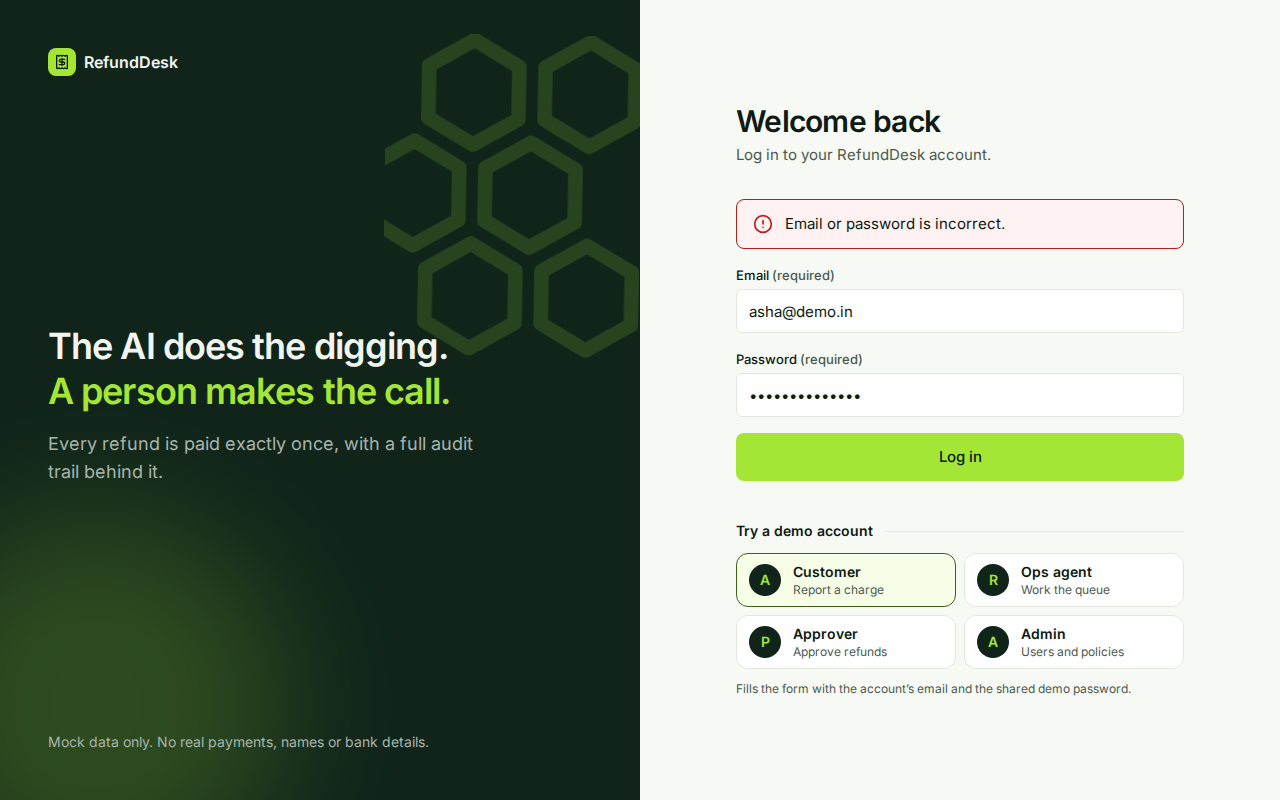 RefundDesk
The AI does the digging.
A person makes the call.
Every refund is paid exactly once, with a full audit
trail behind it.
Mock data only. No real payments, names or bank details.
Welcome back
Log in to your RefundDesk account.
Email or password is incorrect.
Email (required)
asha@demo.in
Password (required)
••••••••••••••
Log in
Try a demo account
A
Customer
Report a charge
R
Ops agent
Work the queue
P
Approver
Approve refunds
A
Admin
Users and policies
Fills the form with the account’s email and the shared demo password.